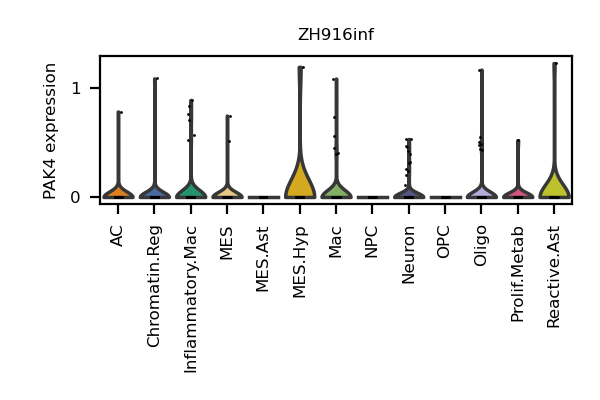 ZH916inf
PAK4 expression
1
0
AC
Chromatin.Reg
Inflammatory.Mac
MES
MES.Ast
MES.Hyp
Mac
NPC
Neuron
OPC
Oligo
Prolif.Metab
Reactive.Ast